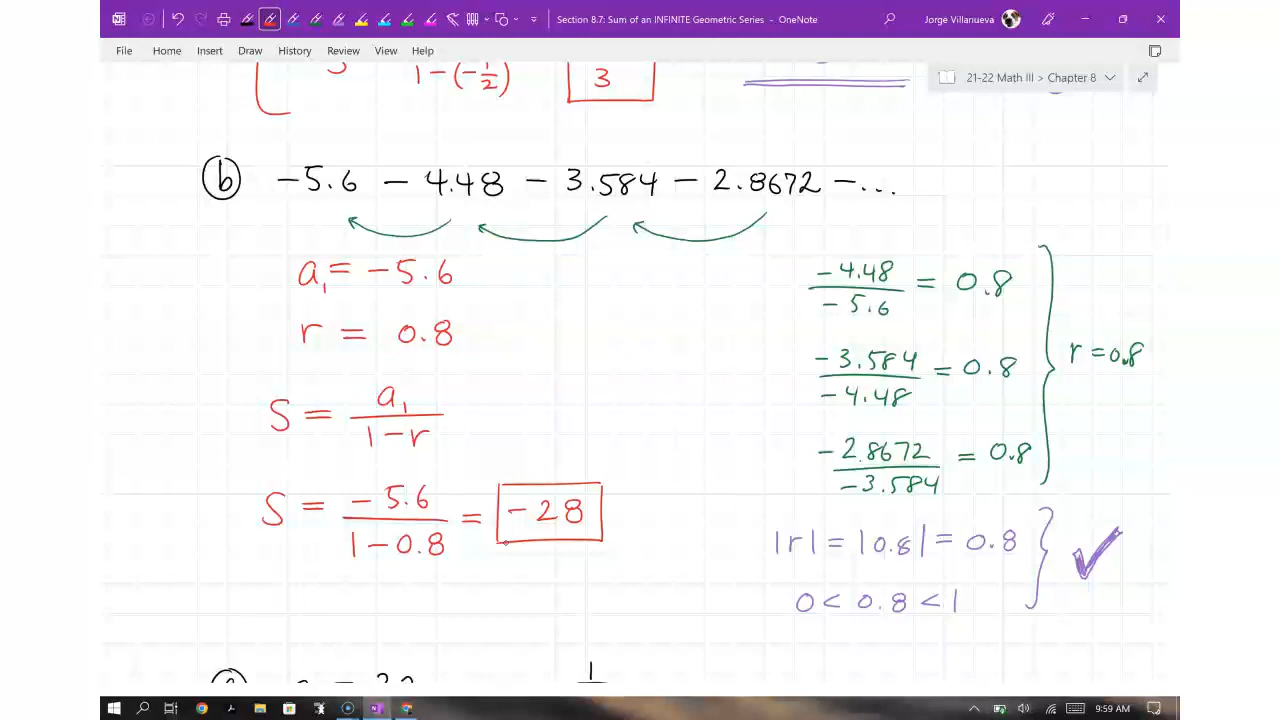 Section 8.7: Sum of an INFINITE Geometric Series - OneNote
Jorge Villanueva
File Home Insert Draw History Review View Help
21-22 Math III > Chapter 8
1-(-1/2)
3
b -5.6 - 4.48 - 3.584 - 2.8672 - ...
a₁ = -5.6
r = 0.8
S = a₁/1-r
S = -5.6/1-0.8 = -28
-4.48/-5.6 = 0.8
-3.584/-4.48 = 0.8
-2.8672/-3.584 = 0.8
r = 0.8
|r| = |0.8| = 0.8
0 < 0.8 < 1
9:59 AM